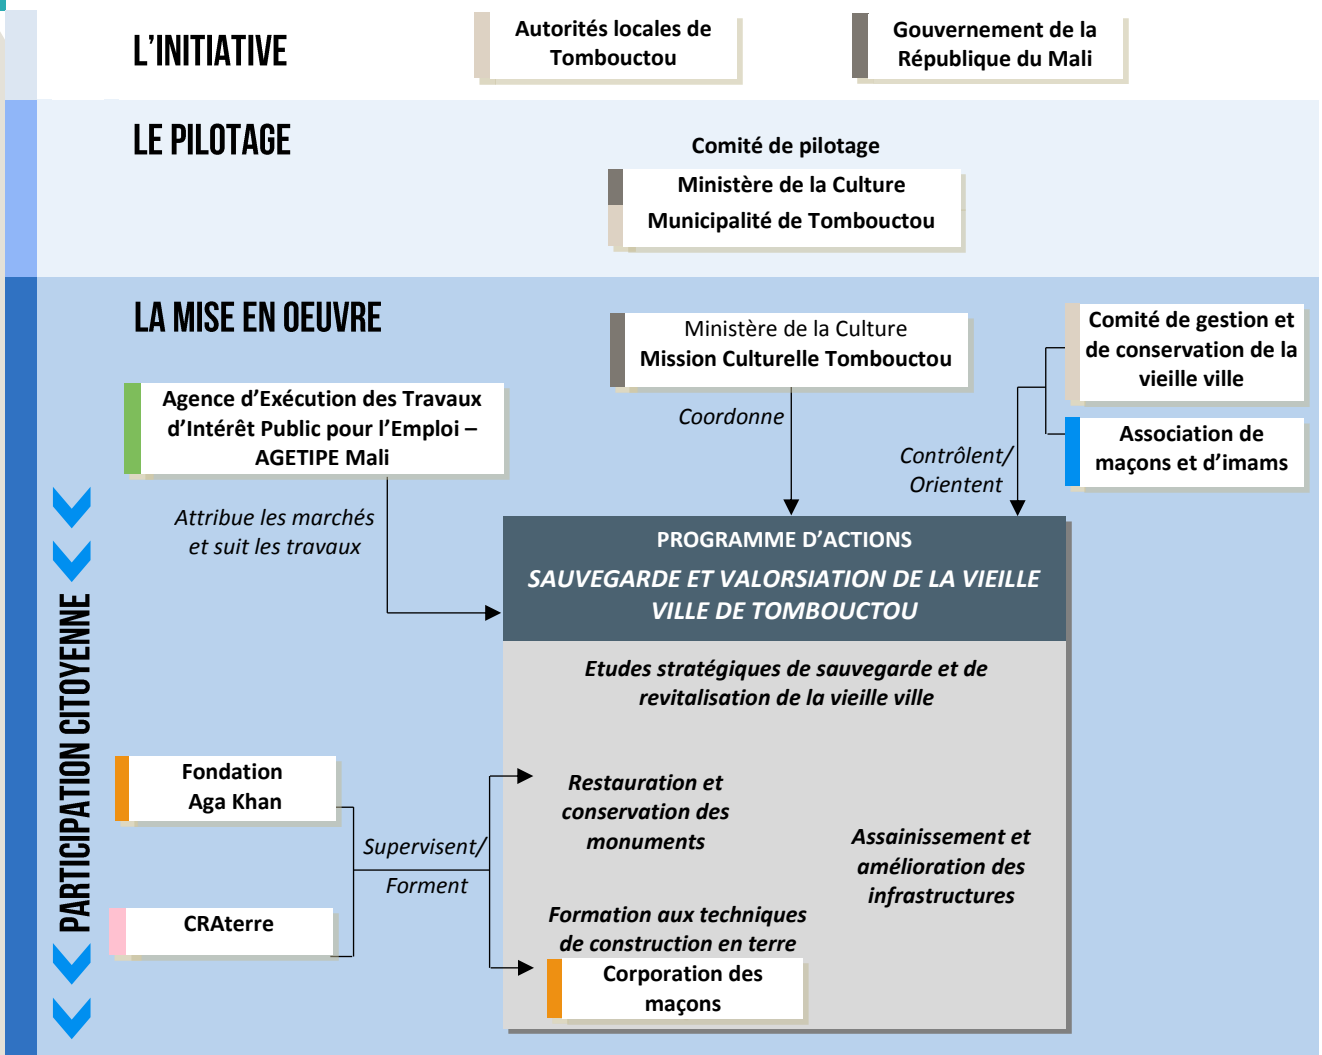 L'INITIATIVE
Autorités locales de
Tombouctou
Gouvernement de la
République du Mali
LE PILOTAGE
Comité de pilotage
Ministère de la Culture
Municipalité de Tombouctou
LA MISE EN OEUVRE
Ministère de la Culture
Mission Culturelle Tombouctou
Comité de gestion et
de conservation de la
vieille ville
Association de
maçons et d'imams
Agence d'Exécution des Travaux
d'Intérêt Public pour l'Emploi –
AGETIPE Mali
Coordonne
Contrôlent/
Orientent
Attribue les marchés
et suit les travaux
PROGRAMME D'ACTIONS
SAUVEGARDE ET VALORSIATION DE LA VIEILLE
VILLE DE TOMBOUCTOU
Etudes stratégiques de sauvegarde et de
revitalisation de la vieille ville
PARTICIPATION CITOYENNE
Fondation
Aga Khan
CRAterre
Supervisent/
Forment
Restauration et
conservation des
monuments
Assainissement et
amélioration des
infrastructures
Formation aux techniques
de construction en terre
Corporation des
maçons